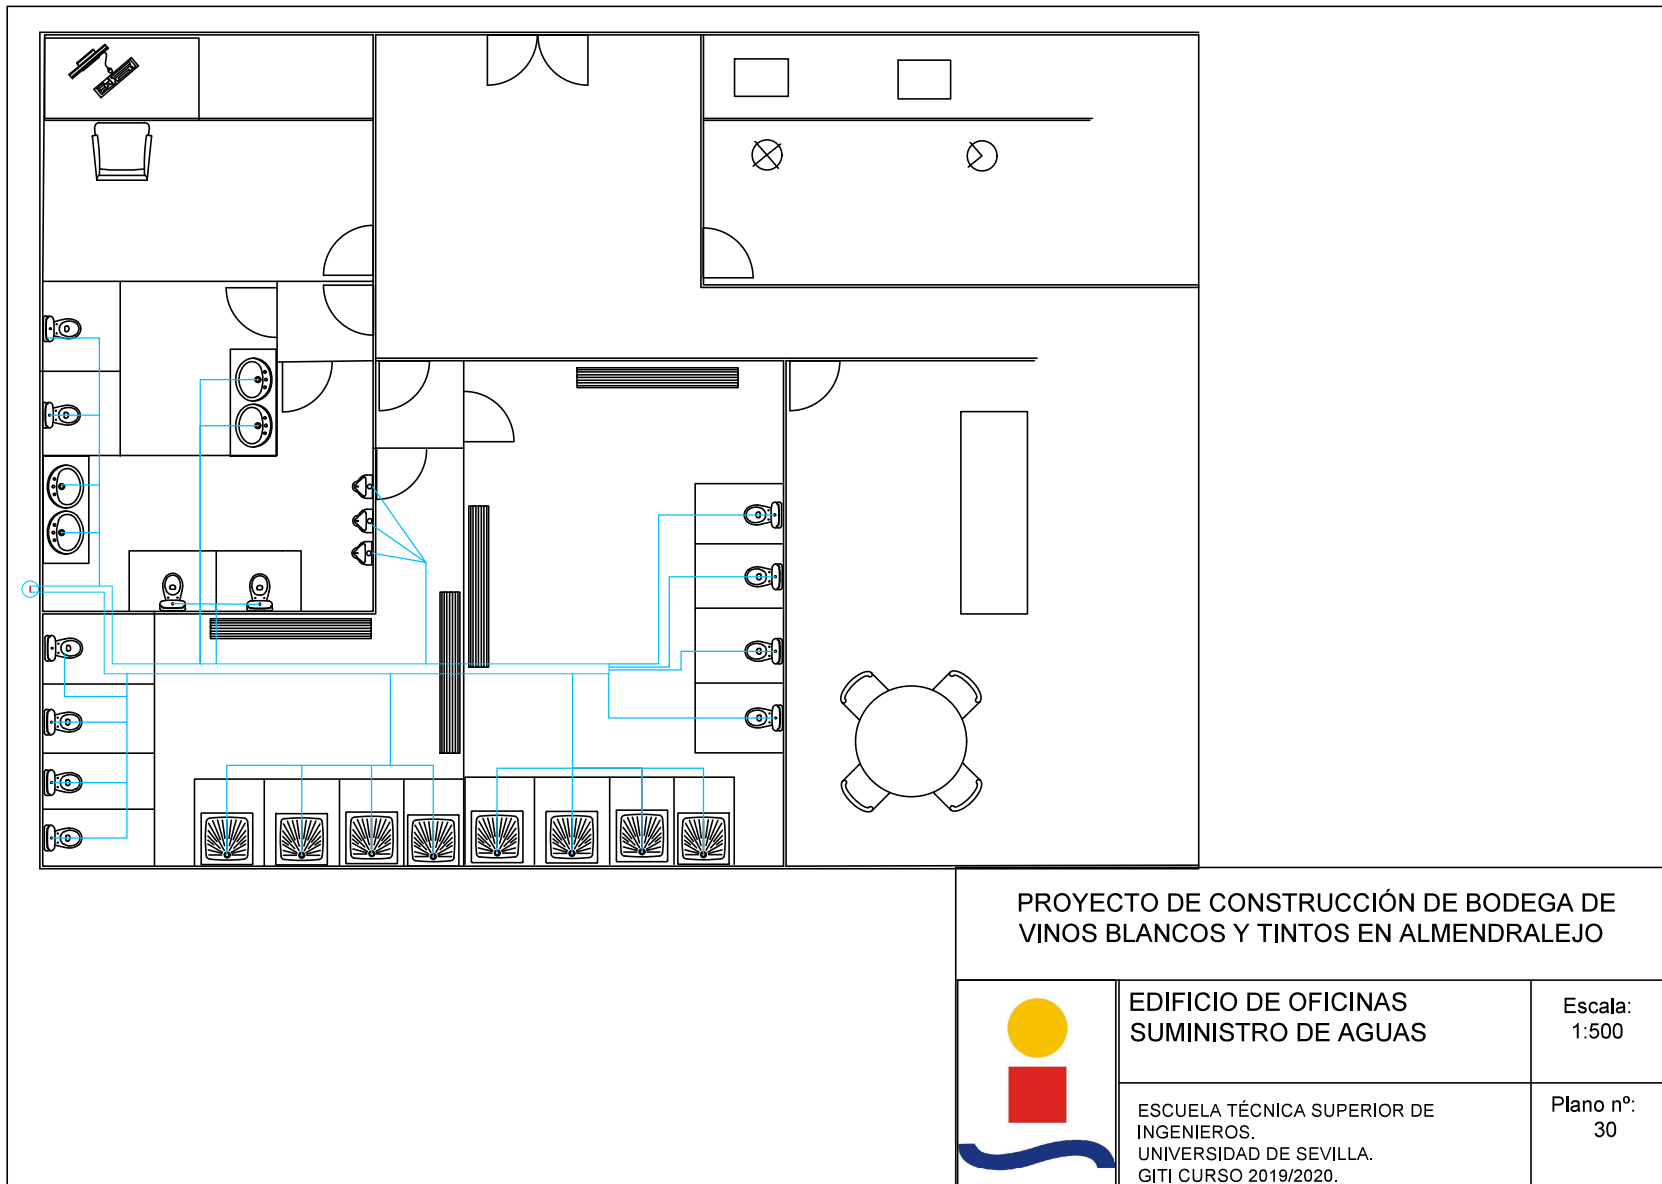 PROYECTO DE CONSTRUCCIÓN DE BODEGA DE
VINOS BLANCOS Y TINTOS EN ALMENDRALEJO
EDIFICIO DE OFICINAS
SUMINISTRO DE AGUAS
Escala:
1:500
ESCUELA TÉCNICA SUPERIOR DE
INGENIEROS.
UNIVERSIDAD DE SEVILLA.
GITI CURSO 2019/2020.
Plano nº:
30